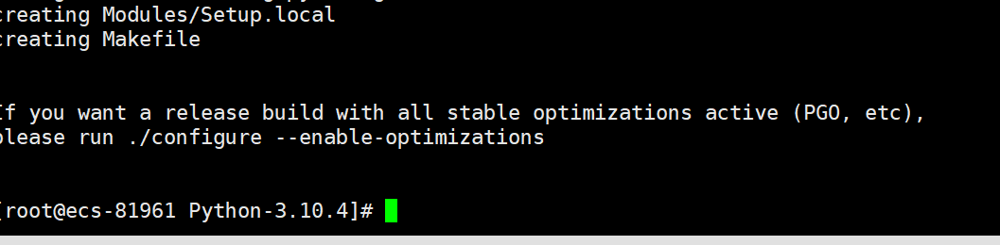 creating Modules/Setup.local
creating Makefile
If you want a release build with all stable optimizations active (PGO, etc),
please run ./configure --enable-optimizations
[root@ecs-81961 Python-3.10.4]#